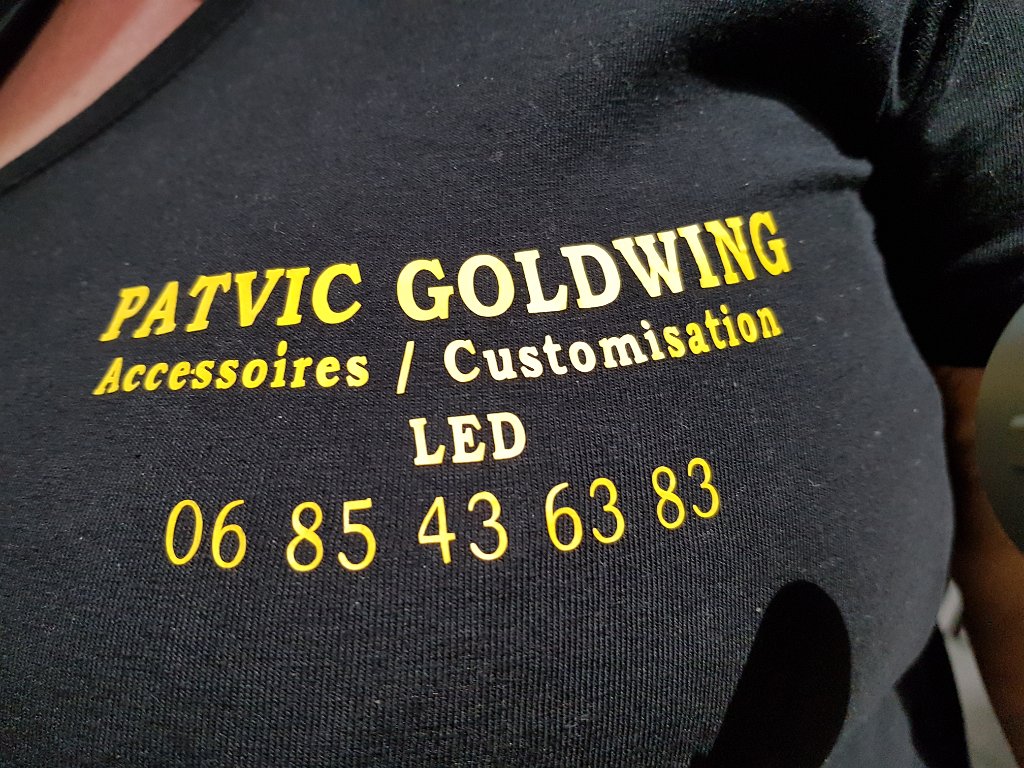 PATVIC GOLDWING
Accessoires / Customisation
LED
06 85 43 63 83